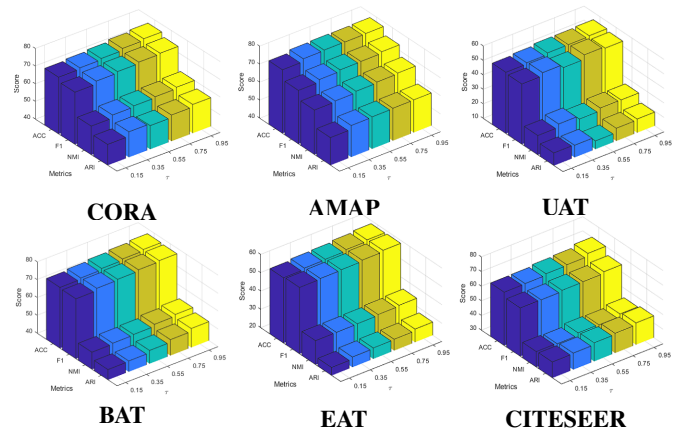 80
70
60
50
40
Score
ACC
F1
NMI
ARI
Metrics
0.15
0.35
0.55
0.75
0.95
τ
CORA
80
70
60
50
40
Score
ACC
F1
NMI
ARI
Metrics
0.15
0.35
0.55
0.75
0.95
τ
AMAP
60
50
40
30
20
10
Score
ACC
F1
NMI
ARI
Metrics
0.15
0.35
0.55
0.75
0.95
τ
UAT
80
70
60
50
40
Score
ACC
F1
NMI
ARI
Metrics
0.15
0.35
0.55
0.75
0.95
τ
BAT
60
50
40
30
20
Score
ACC
F1
NMI
ARI
Metrics
0.15
0.35
0.55
0.75
0.95
τ
EAT
80
70
60
50
40
30
Score
ACC
F1
NMI
ARI
Metrics
0.15
0.35
0.55
0.75
0.95
τ
CITESEER